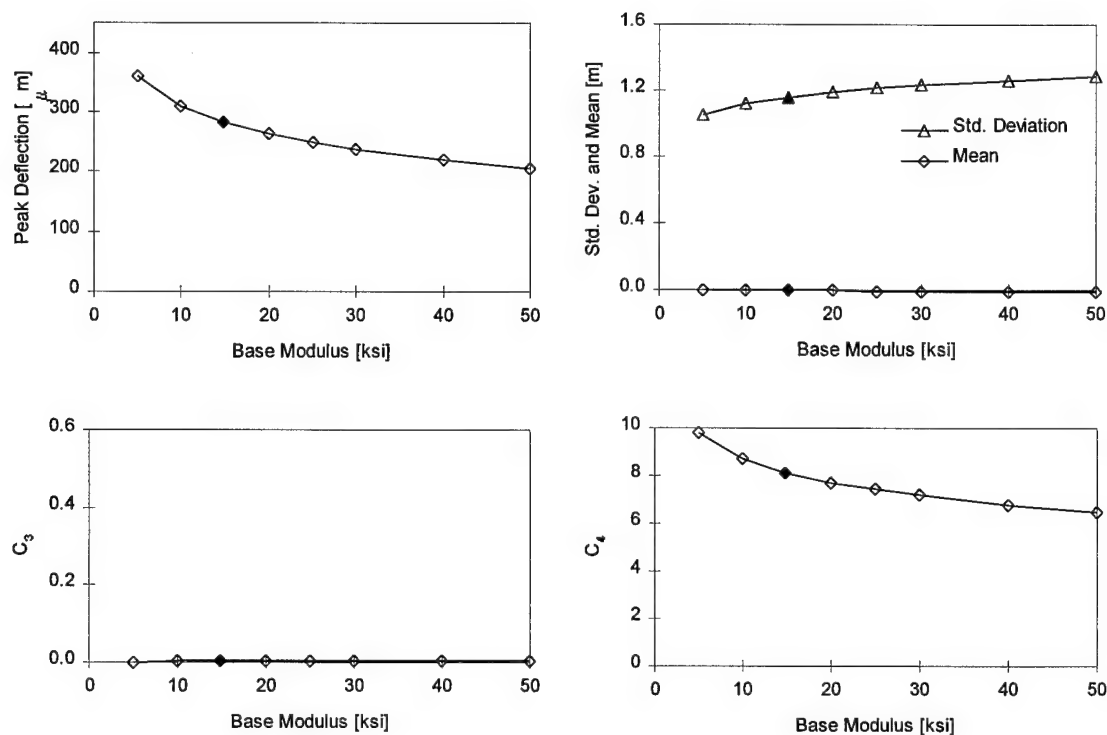 Peak Deflection [ m]
μ
400
300
200
100
0
0 10 20 30 40 50
Base Modulus [ksi]
Std. Dev. and Mean [m]
1.6
1.2
0.8
0.4
0.0
Std. Deviation
Mean
0 10 20 30 40 50
Base Modulus [ksi]
C3
0.6
0.4
0.2
0.0
0 10 20 30 40 50
Base Modulus [ksi]
C4
10
8
6
4
2
0
0 10 20 30 40 50
Base Modulus [ksi]